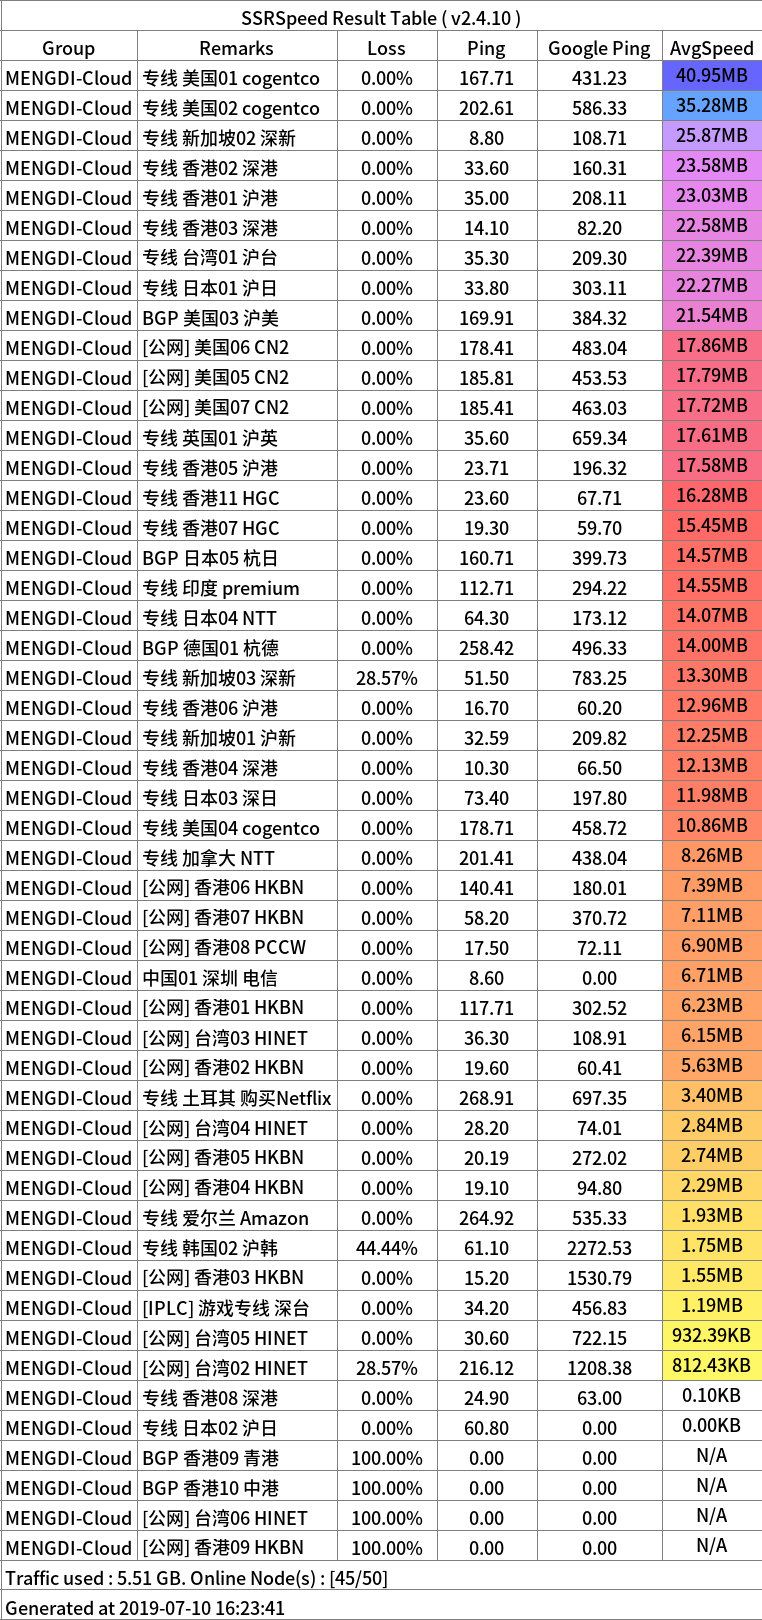 SSRSpeed Result Table ( v2.4.10 )
Group Remarks Loss Ping Google Ping AvgSpeed
MENGDI-Cloud 专线 美国01 cogentco 0.00% 167.71 431.23 40.95MB
MENGDI-Cloud 专线 美国02 cogentco 0.00% 202.61 586.33 35.28MB
MENGDI-Cloud 专线 新加坡02 深新 0.00% 8.80 108.71 25.87MB
MENGDI-Cloud 专线 香港02 深港 0.00% 33.60 160.31 23.58MB
MENGDI-Cloud 专线 香港01 沪港 0.00% 35.00 208.11 23.03MB
MENGDI-Cloud 专线 香港03 深港 0.00% 14.10 82.20 22.58MB
MENGDI-Cloud 专线 台湾01 沪台 0.00% 35.30 209.30 22.39MB
MENGDI-Cloud 专线 日本01 沪日 0.00% 33.80 303.11 22.27MB
MENGDI-Cloud BGP 美国03 沪美 0.00% 169.91 384.32 21.54MB
MENGDI-Cloud [公网] 美国06 CN2 0.00% 178.41 483.04 17.86MB
MENGDI-Cloud [公网] 美国05 CN2 0.00% 185.81 453.53 17.79MB
MENGDI-Cloud [公网] 美国07 CN2 0.00% 185.41 463.03 17.72MB
MENGDI-Cloud 专线 英国01 沪英 0.00% 35.60 659.34 17.61MB
MENGDI-Cloud 专线 香港05 沪港 0.00% 23.71 196.32 17.58MB
MENGDI-Cloud 专线 香港11 HGC 0.00% 23.60 67.71 16.28MB
MENGDI-Cloud 专线 香港07 HGC 0.00% 19.30 59.70 15.45MB
MENGDI-Cloud BGP 日本05 杭日 0.00% 160.71 399.73 14.57MB
MENGDI-Cloud 专线 印度 premium 0.00% 112.71 294.22 14.55MB
MENGDI-Cloud 专线 日本04 NTT 0.00% 64.30 173.12 14.07MB
MENGDI-Cloud BGP 德国01 杭德 0.00% 258.42 496.33 14.00MB
MENGDI-Cloud 专线 新加坡03 深新 28.57% 51.50 783.25 13.30MB
MENGDI-Cloud 专线 香港06 沪港 0.00% 16.70 60.20 12.96MB
MENGDI-Cloud 专线 新加坡01 沪新 0.00% 32.59 209.82 12.25MB
MENGDI-Cloud 专线 香港04 深港 0.00% 10.30 66.50 12.13MB
MENGDI-Cloud 专线 日本03 深日 0.00% 73.40 197.80 11.98MB
MENGDI-Cloud 专线 美国04 cogentco 0.00% 178.71 458.72 10.86MB
MENGDI-Cloud 专线 加拿大 NTT 0.00% 201.41 438.04 8.26MB
MENGDI-Cloud [公网] 香港06 HKBN 0.00% 140.41 180.01 7.39MB
MENGDI-Cloud [公网] 香港07 HKBN 0.00% 58.20 370.72 7.11MB
MENGDI-Cloud [公网] 香港08 PCCW 0.00% 17.50 72.11 6.90MB
MENGDI-Cloud 中国01 深圳 电信 0.00% 8.60 0.00 6.71MB
MENGDI-Cloud [公网] 香港01 HKBN 0.00% 117.71 302.52 6.23MB
MENGDI-Cloud [公网] 台湾03 HINET 0.00% 36.30 108.91 6.15MB
MENGDI-Cloud [公网] 香港02 HKBN 0.00% 19.60 60.41 5.63MB
MENGDI-Cloud 专线 土耳其 购买Netflix 0.00% 268.91 697.35 3.40MB
MENGDI-Cloud [公网] 台湾04 HINET 0.00% 28.20 74.01 2.84MB
MENGDI-Cloud [公网] 香港05 HKBN 0.00% 20.19 272.02 2.74MB
MENGDI-Cloud [公网] 香港04 HKBN 0.00% 19.10 94.80 2.29MB
MENGDI-Cloud 专线 爱尔兰 Amazon 0.00% 264.92 535.33 1.93MB
MENGDI-Cloud 专线 韩国02 沪韩 44.44% 61.10 2272.53 1.75MB
MENGDI-Cloud [公网] 香港03 HKBN 0.00% 15.20 1530.79 1.55MB
MENGDI-Cloud [IPLC] 游戏专线 深台 0.00% 34.20 456.83 1.19MB
MENGDI-Cloud [公网] 台湾05 HINET 0.00% 30.60 722.15 932.39KB
MENGDI-Cloud [公网] 台湾02 HINET 28.57% 216.12 1208.38 812.43KB
MENGDI-Cloud 专线 香港08 深港 0.00% 24.90 63.00 0.10KB
MENGDI-Cloud 专线 日本02 沪日 0.00% 60.80 0.00 0.00KB
MENGDI-Cloud BGP 香港09 青港 100.00% 0.00 0.00 N/A
MENGDI-Cloud BGP 香港10 中港 100.00% 0.00 0.00 N/A
MENGDI-Cloud [公网] 台湾06 HINET 100.00% 0.00 0.00 N/A
MENGDI-Cloud [公网] 香港09 HKBN 100.00% 0.00 0.00 N/A
Traffic used : 5.51 GB. Online Node(s) : [45/50]
Generated at 2019-07-10 16:23:41